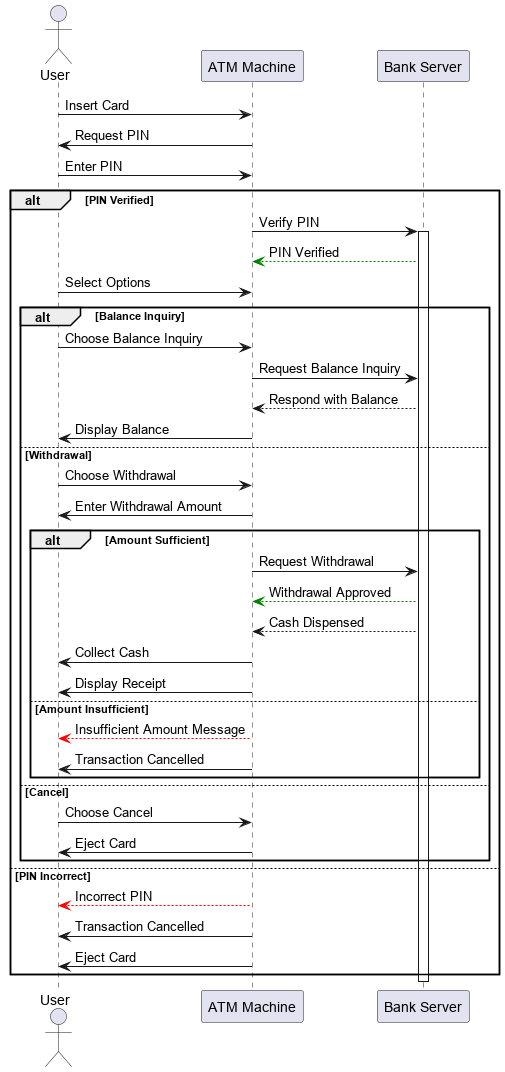 User
ATM Machine
Bank Server
Insert Card
Request PIN
Enter PIN
alt
[PIN Verified]
Verify PIN
PIN Verified
Select Options
alt
[Balance Inquiry]
Choose Balance Inquiry
Request Balance Inquiry
Respond with Balance
Display Balance
[Withdrawal]
Choose Withdrawal
Enter Withdrawal Amount
alt
[Amount Sufficient]
Request Withdrawal
Withdrawal Approved
Cash Dispensed
Collect Cash
Display Receipt
[Amount Insufficient]
Insufficient Amount Message
Transaction Cancelled
[Cancel]
Choose Cancel
Eject Card
[PIN Incorrect]
Incorrect PIN
Transaction Cancelled
Eject Card
User
ATM Machine
Bank Server